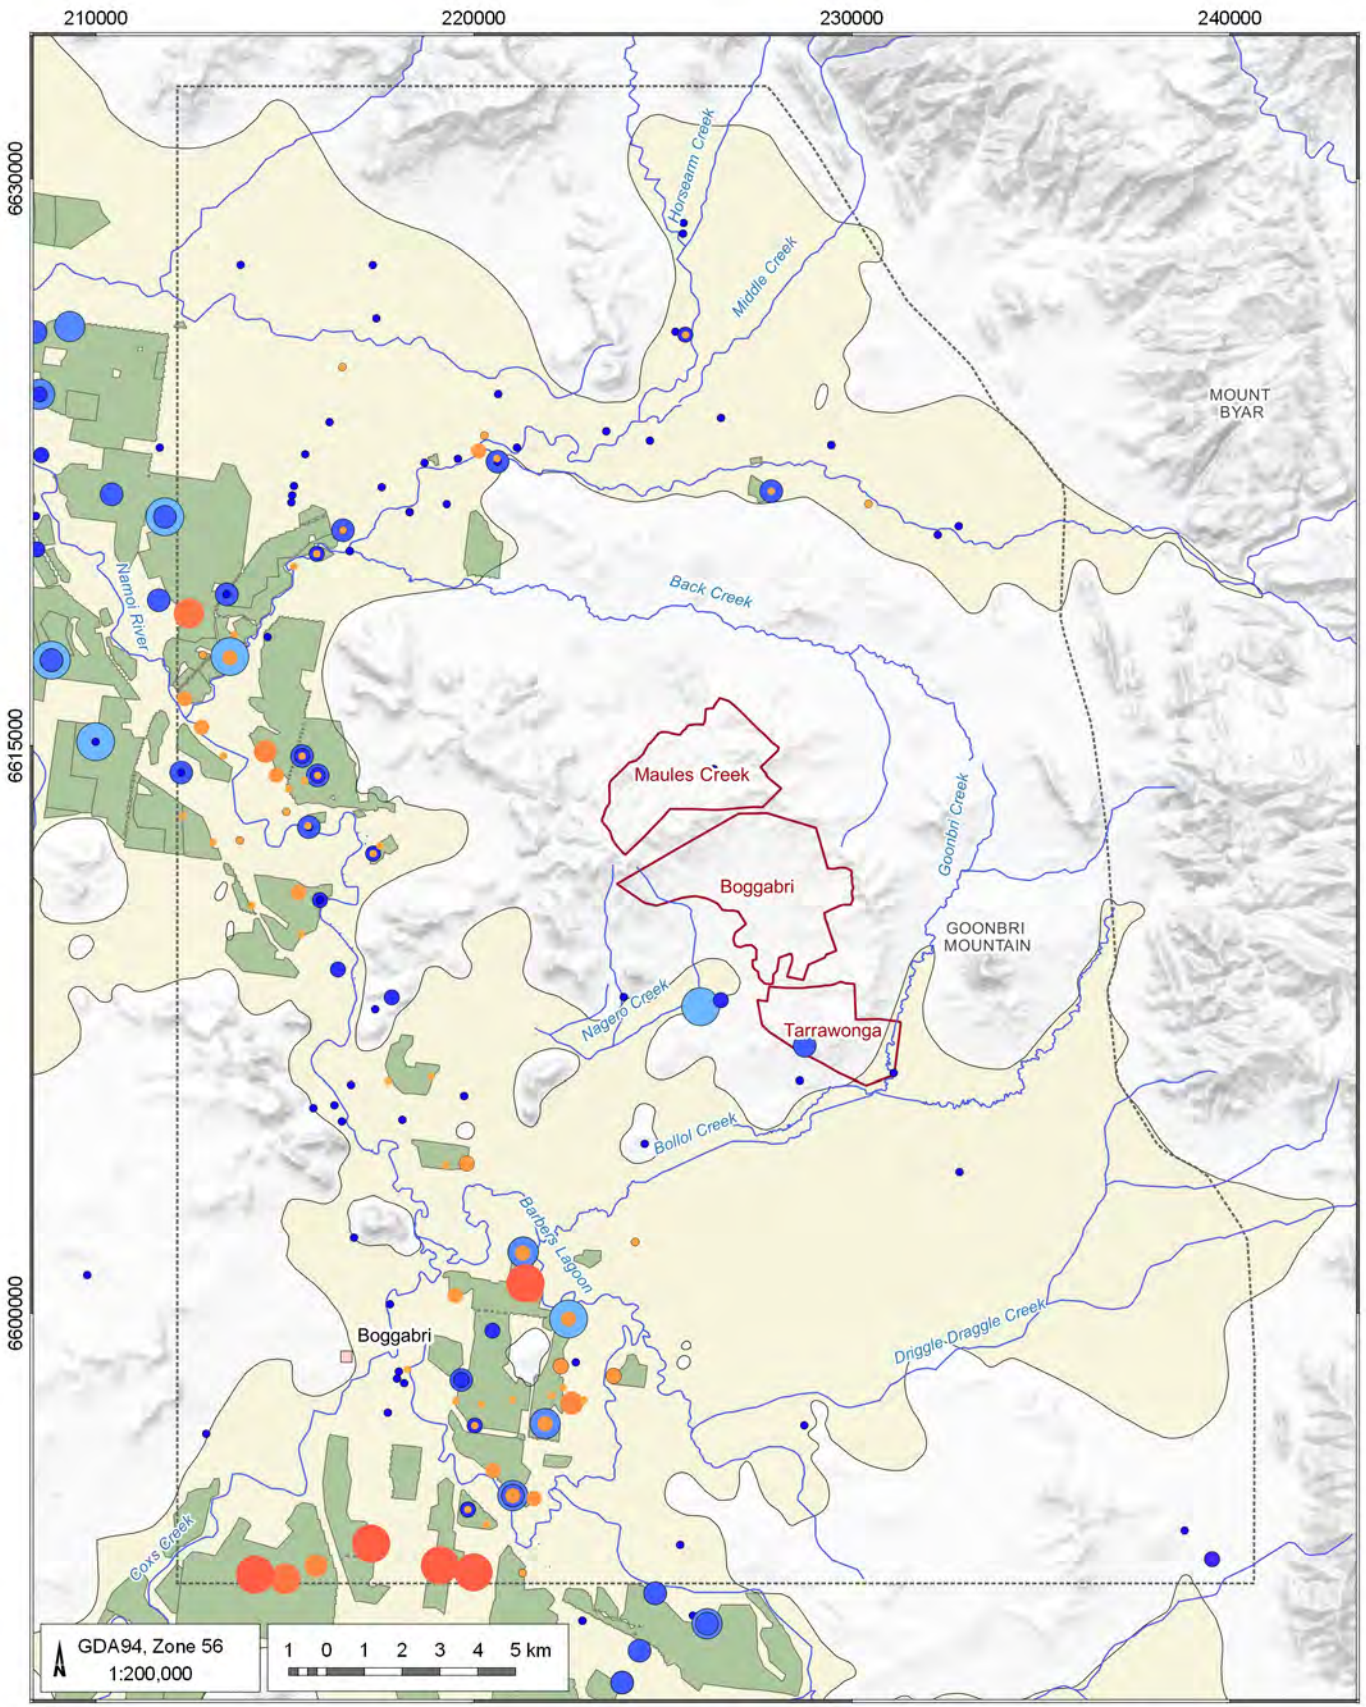 210000
220000
230000
240000
6630000
Horsearm Creek
Middle Creek
MOUNT
BYAR
Namoi River
Back Creek
6615000
Maules Creek
Goonbri Creek
Boggabri
GOONBRI
MOUNTAIN
Nagero Creek
Tarrawonga
Bollol Creek
Barbers Lagoon
6600000
Boggabri
Driggle Draggle Creek
Coxs Creek
GDA94, Zone 56
1:200,000
1 0 1 2 3 4 5 km